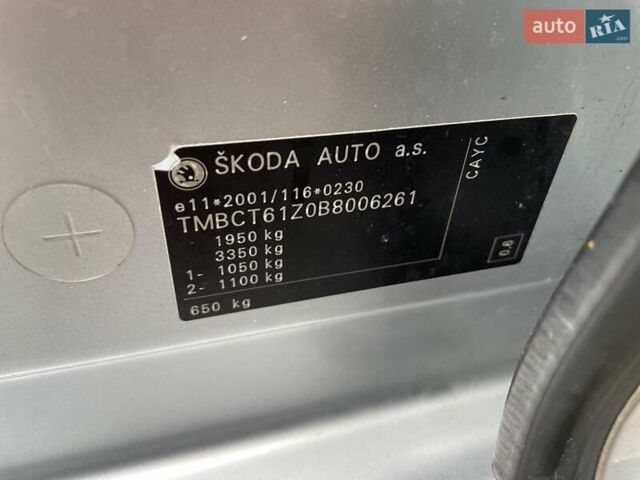 auto RIA
.com
ŠKODA AUTO a.s.
CAYC
e11*2001/116*0230
TMBCT61Z0B8006261
1950 kg
3350 kg
1- 1050 kg
2- 1100 kg
0.6
650 kg